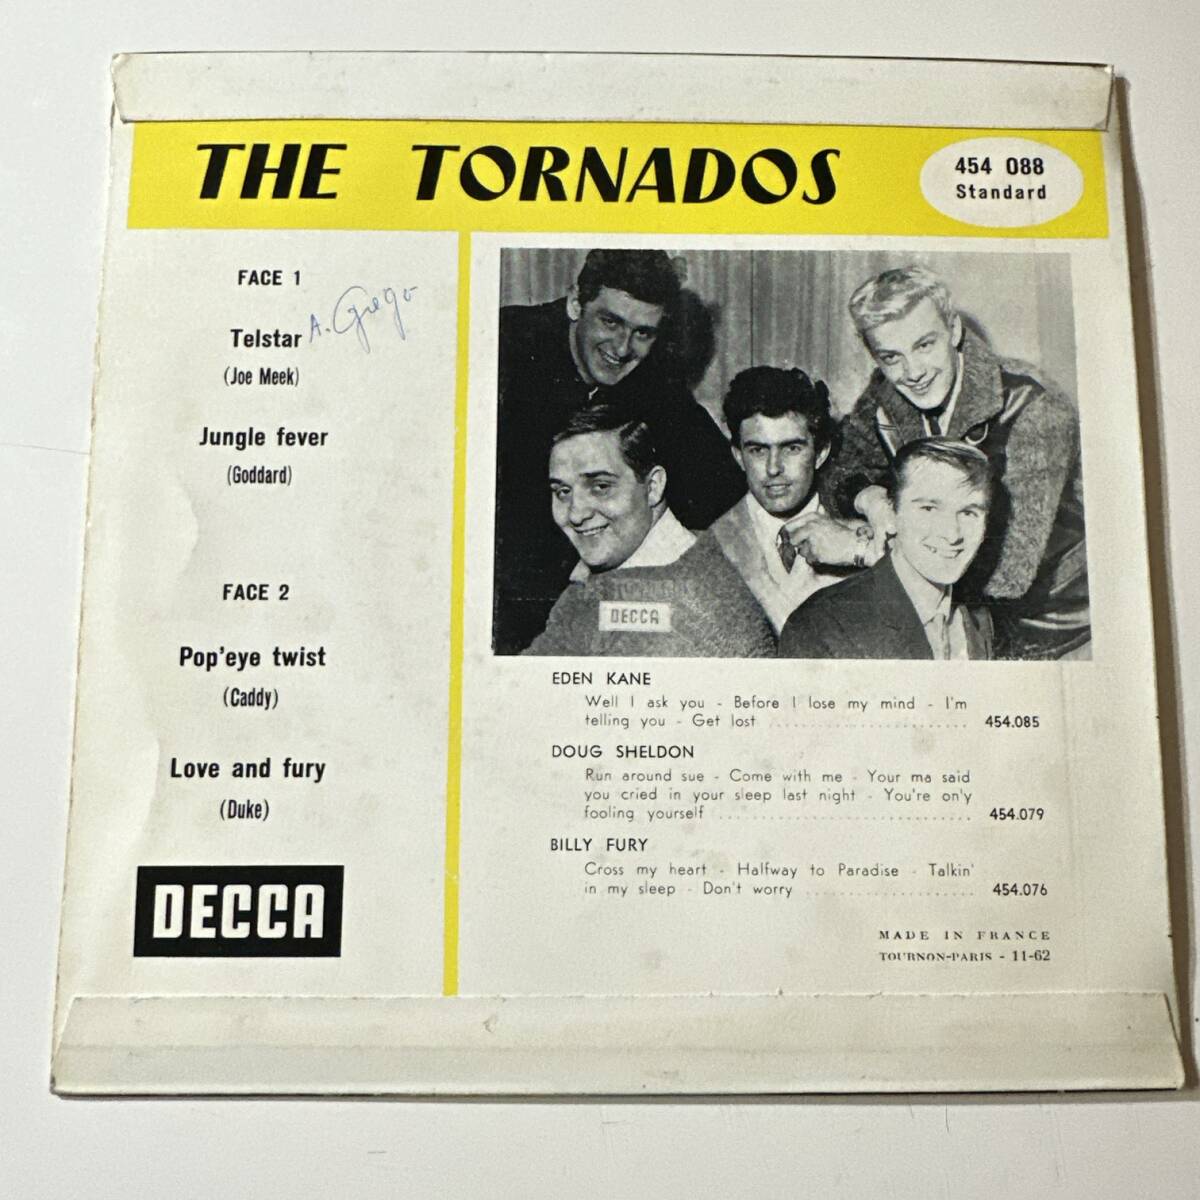 THE TORNADOS
454 088
Standard
FACE 1
A. Grego
Telstar
(Joe Meek)
Jungle fever
(Goddard)
FACE 2
Pop'eye twist
(Caddy)
Love and fury
(Duke)
DECCA
DECCA
EDEN KANE
Well I ask you - Before I lose my mind - I'm
telling you - Get lost ........................ 454.085
DOUG SHELDON
Run around sue - Come with me - Your ma said
you cried in your sleep last night - You're on'y
fooling yourself .............................. 454.079
BILLY FURY
Cross my heart - Halfway to Paradise - Talkin'
in my sleep - Don't worry .................... 454.076
MADE IN FRANCE
TOURNON-PARIS - 11-62